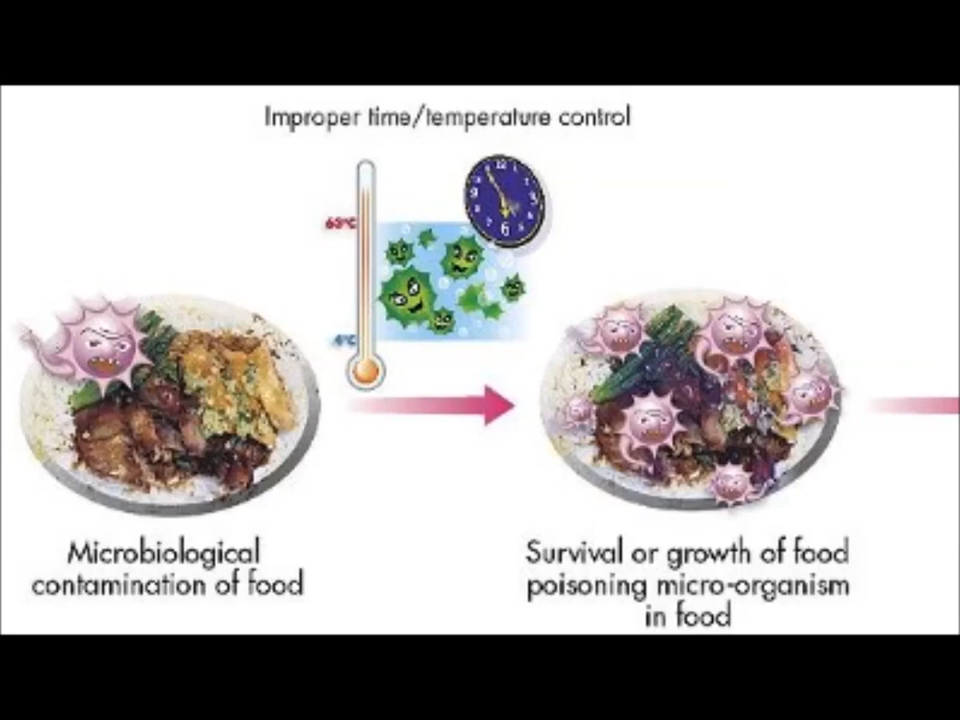 Improper time/temperature control
60°C
4°C
Microbiological
contamination of food
Survival or growth of food
poisoning micro-organism
in food